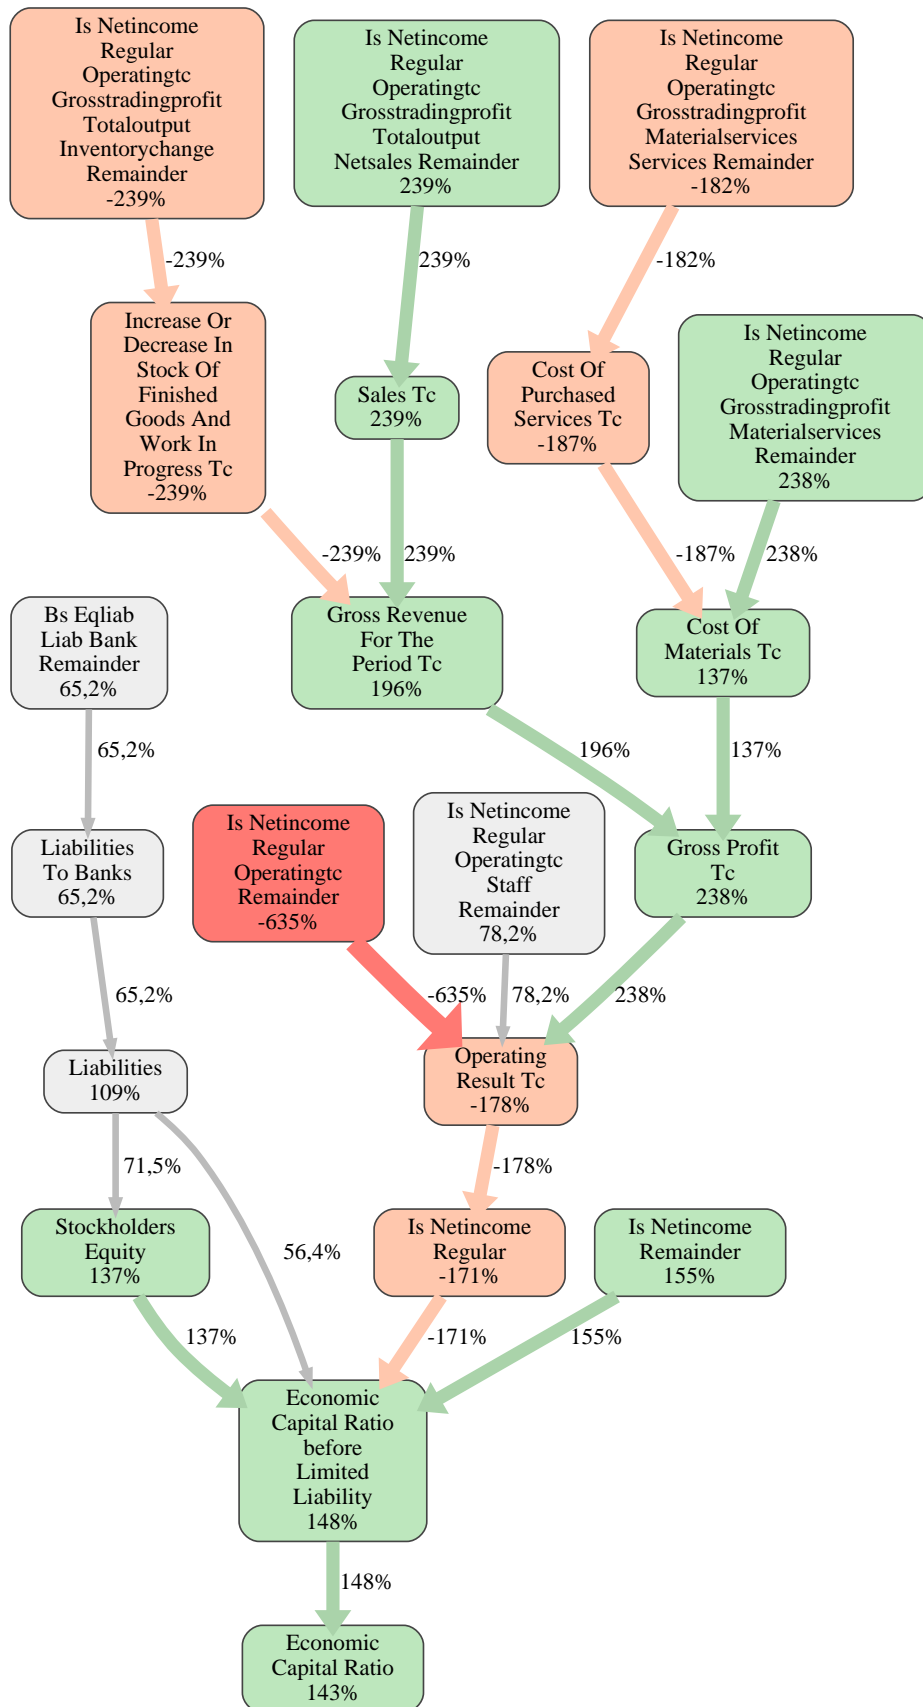 Is Netincome
Regular
Operatingtc
Grosstradingprofit
Totaloutput
Inventorychange
Remainder
-239%
Is Netincome
Regular
Operatingtc
Grosstradingprofit
Totaloutput
Netsales Remainder
239%
Is Netincome
Regular
Operatingtc
Grosstradingprofit
Materialservices
Services Remainder
-182%
-239%
239%
-182%
Increase Or
Decrease In
Stock Of
Finished
Goods And
Work In
Progress Tc
-239%
Sales Tc
239%
Cost Of
Purchased
Services Tc
-187%
Is Netincome
Regular
Operatingtc
Grosstradingprofit
Materialservices
Remainder
238%
-239%
239%
-187%
238%
Bs Eqliab
Liab Bank
Remainder
65,2%
Gross Revenue
For The
Period Tc
196%
Cost Of
Materials Tc
137%
65,2%
196%
137%
Liabilities
To Banks
65,2%
Is Netincome
Regular
Operatingtc
Remainder
-635%
Is Netincome
Regular
Operatingtc
Staff
Remainder
78,2%
Gross Profit
Tc
238%
65,2%
-635%
78,2%
238%
Liabilities
109%
Operating
Result Tc
-178%
71,5%
56,4%
-178%
Stockholders
Equity
137%
Is Netincome
Regular
-171%
Is Netincome
Remainder
155%
137%
-171%
155%
Economic
Capital Ratio
before
Limited
Liability
148%
148%
Economic
Capital Ratio
143%